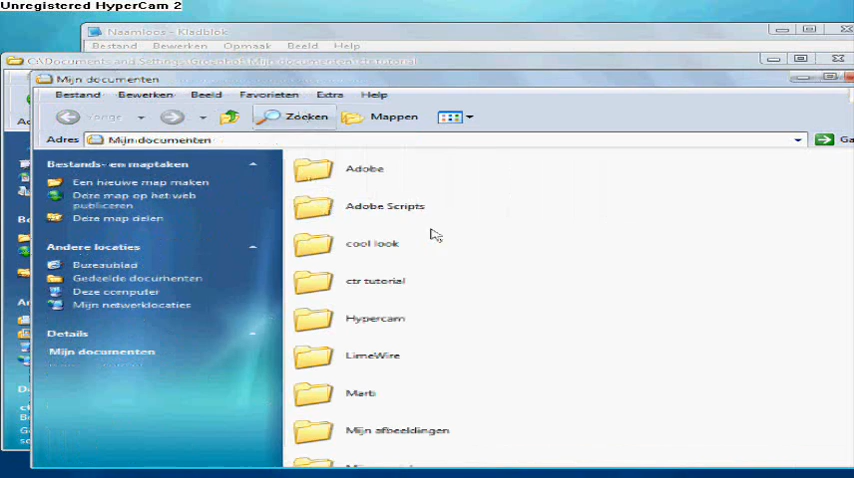 Unregistered HyperCam 2
Naamloos - Kladblok
Bestand Bewerken Opmaak Beeld Help
Mijn documenten
Bestand Bewerken Beeld Favorieten Extra Help
Vorige Zoeken Mappen
Adres Mijn documenten Ga
Bestands- en maptaken
Een nieuwe map maken
Deze map op het web
publiceren
Deze map delen
Andere locaties
Bureaublad
Gedeelde documenten
Deze computer
Mijn netwerklocaties
Details
Mijn documenten
Adobe
Adobe Scripts
cool look
ctr tutorial
Hypercam
LimeWire
Marti
Mijn afbeeldingen